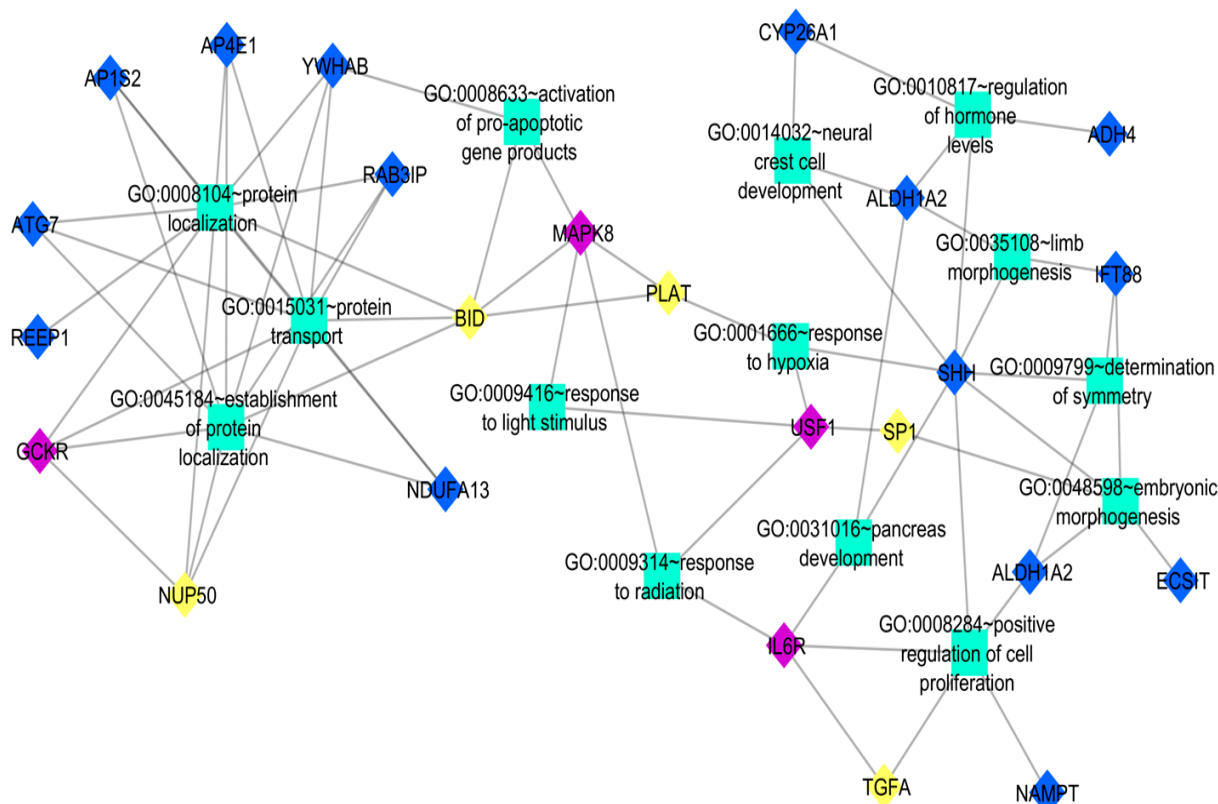 CYP26A1
AP4E1
YWHAB
AP1S2
GO:0008633~activation
of pro-apoptotic
gene products
GO:0010817~regulation
of hormone
levels
ADH4
GO:0014032~neural
crest cell
development
RAB3IP
GO:0008104~protein
localization
ALDH1A2
ATG7
MAPK8
GO:0035108~limb
morphogenesis
IFT88
PLAT
GO:0015031~protein
transport
BID
REEP1
GO:0001666~response
to hypoxia
SHH
GO:0009799~determination
of symmetry
GO:0045184~establishment
of protein
localization
GO:0009416~response
to light stimulus
USF1
SP1
GCKR
NDUFA13
GO:0048598~embryonic
morphogenesis
GO:0031016~pancreas
development
GO:0009314~response
to radiation
ALDH1A2
ECSIT
NUP50
GO:0008284~positive
regulation of cell
proliferation
IL6R
TGFA
NAMPT